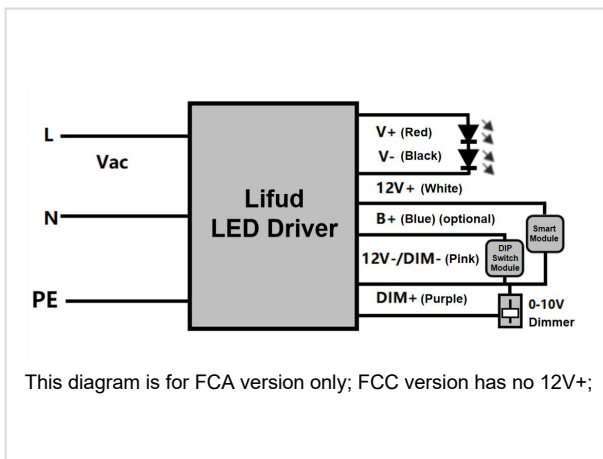 L
Vac
N
PE
Lifud
LED Driver
V+ (Red)
V- (Black)
12V+ (White)
B+ (Blue) (optional)
12V-/DIM- (Pink)
DIM+ (Purple)
Smart
Module
DIP
Switch
Module
0-10V
Dimmer
This diagram is for FCA version only; FCC version has no 12V+;